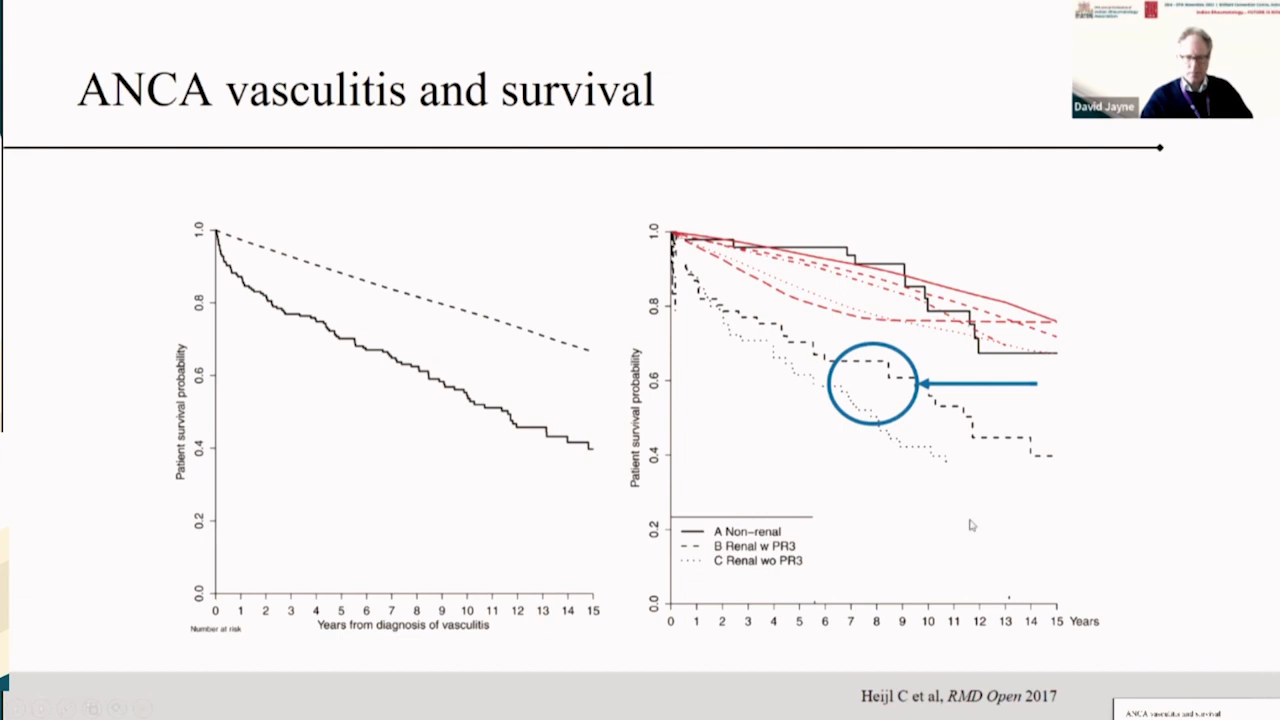 ANCA vasculitis and survival
David Jayne
Patient survival probability
1.0
0.8
0.6
0.4
0.2
0.0
0 1 2 3 4 5 6 7 8 9 10 11 12 13 14 15
Years from diagnosis of vasculitis
Number at risk
Patient survival probability
1.0
0.8
0.6
0.4
0.2
0.0
A Non-renal
B Renal w PR3
C Renal wo PR3
0 1 2 3 4 5 6 7 8 9 10 11 12 13 14 15 Years
Heijl C et al, RMD Open 2017
ANCA vasculitis and survival